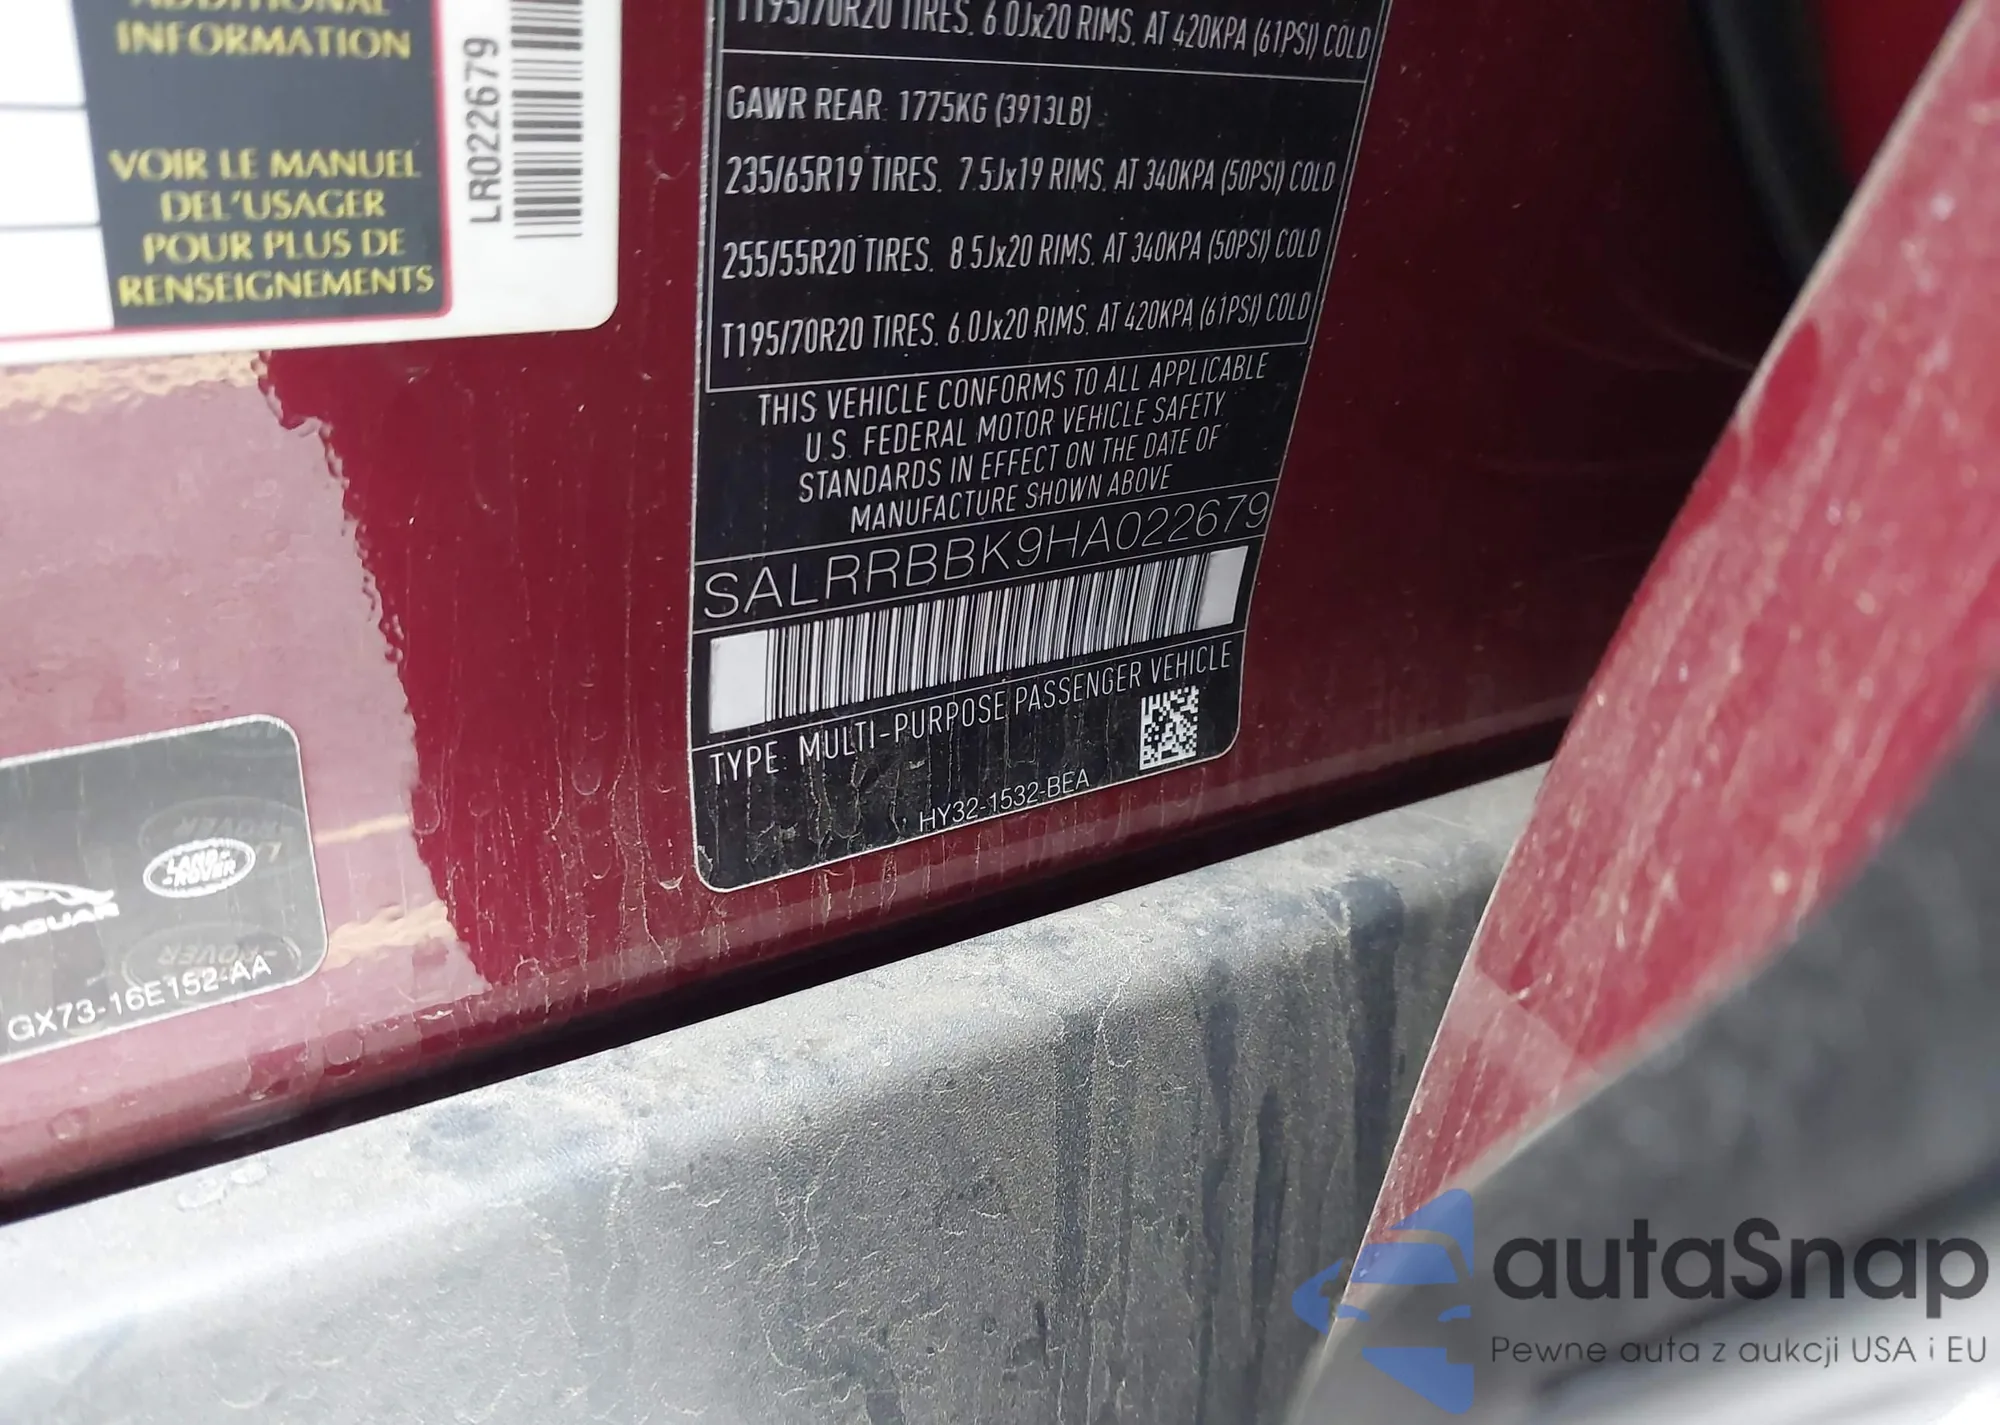 ADDITIONAL
INFORMATION
VOIR LE MANUEL
DEL'USAGER
POUR PLUS DE
RENSEIGNEMENTS
LR022679
T195/70R20 TIRES. 6.0Jx20 RIMS. AT 420KPA (61PSI) COLD
GAWR REAR: 1775KG (3913LB)
235/65R19 TIRES. 7.5Jx19 RIMS. AT 340KPA (50PSI) COLD
255/55R20 TIRES. 8.5Jx20 RIMS. AT 340KPA (50PSI) COLD
T195/70R20 TIRES. 6.0Jx20 RIMS. AT 420KPA (61PSI) COLD
THIS VEHICLE CONFORMS TO ALL APPLICABLE
U.S. FEDERAL MOTOR VEHICLE SAFETY
STANDARDS IN EFFECT ON THE DATE OF
MANUFACTURE SHOWN ABOVE
SALRRBBK9HA022679
TYPE: MULTI-PURPOSE PASSENGER VEHICLE
HY32-1532-BEA
LAND-
-ROVER
AGUAR
GX73-16E152-AA
autaSnap
Pewne auta z aukcji USA i EU